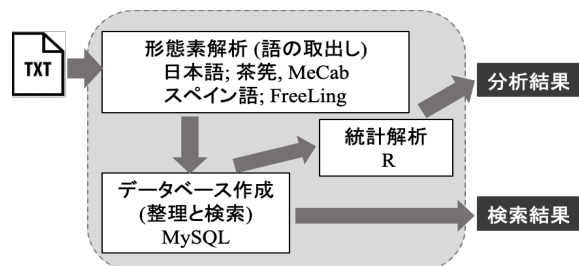 TXT
形態素解析 (語の取出し)
日本語; 茶筅, MeCab
スペイン語; FreeLing
分析結果
統計解析
R
データベース作成
(整理と検索)
MySQL
検索結果